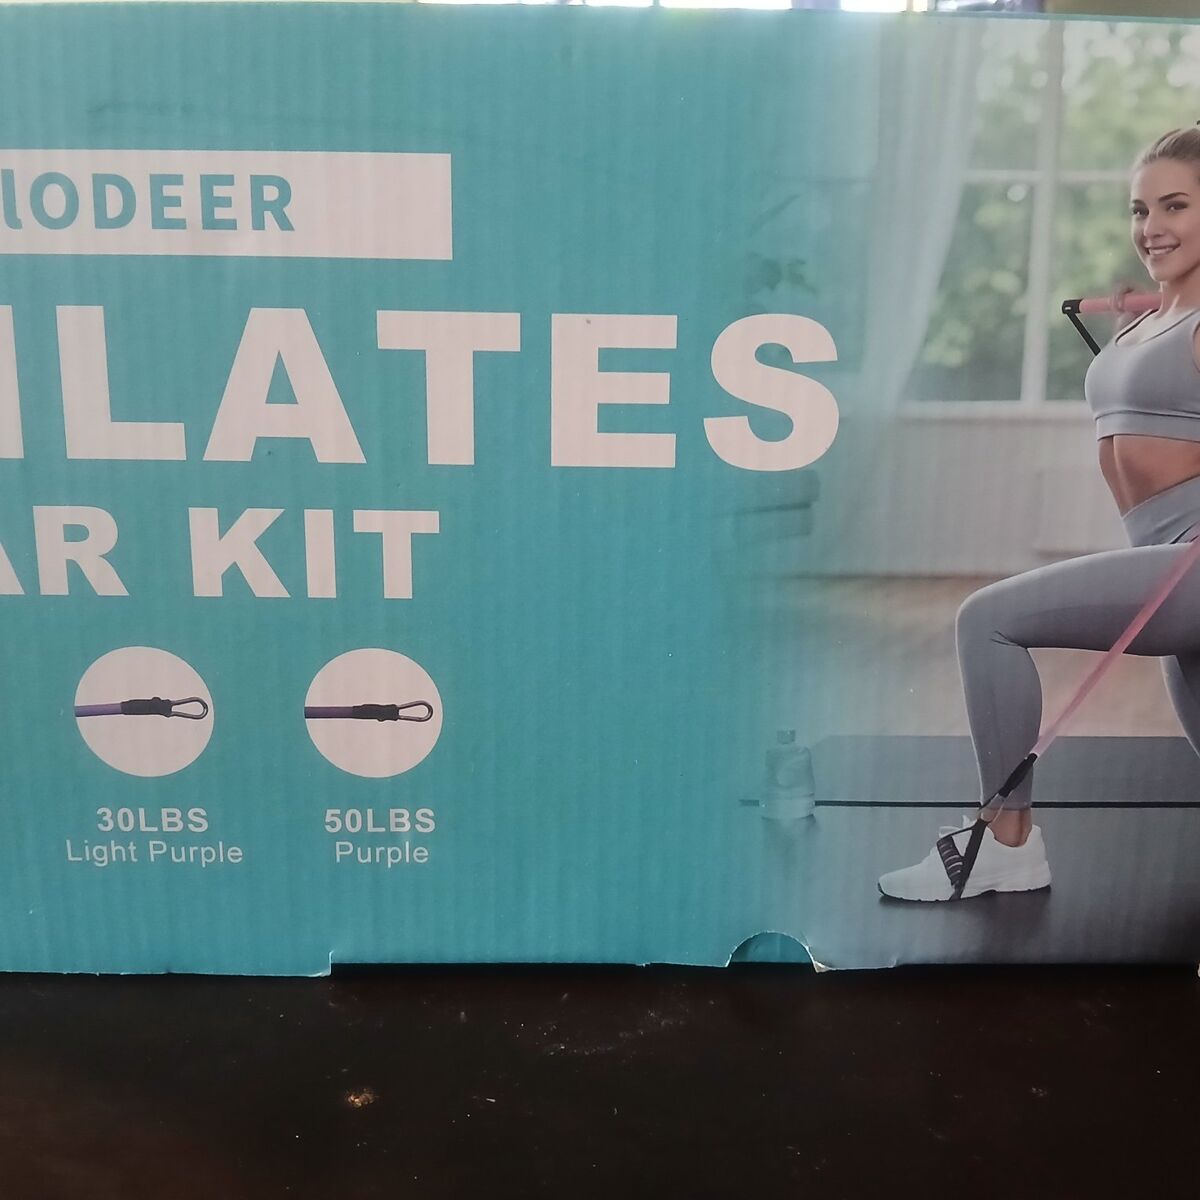 lODEER
ILATES
AR KIT
30LBS
50LBS
Light Purple
Purple